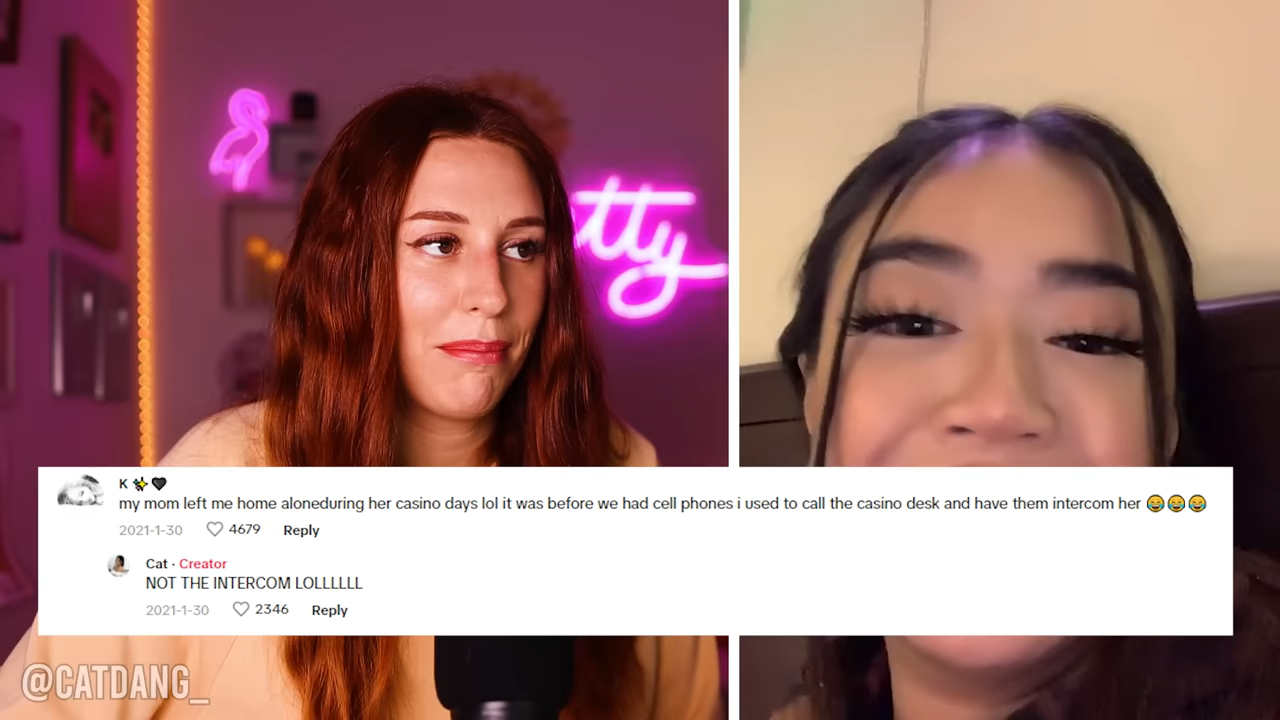 tty
K ✨🖤
my mom left me home aloneduring her casino days lol it was before we had cell phones i used to call the casino desk and have them intercom her 😂😂😂
2021-1-30 4679 Reply
Cat · Creator
NOT THE INTERCOM LOLLLLLL
2021-1-30 2346 Reply
@CATDANG_